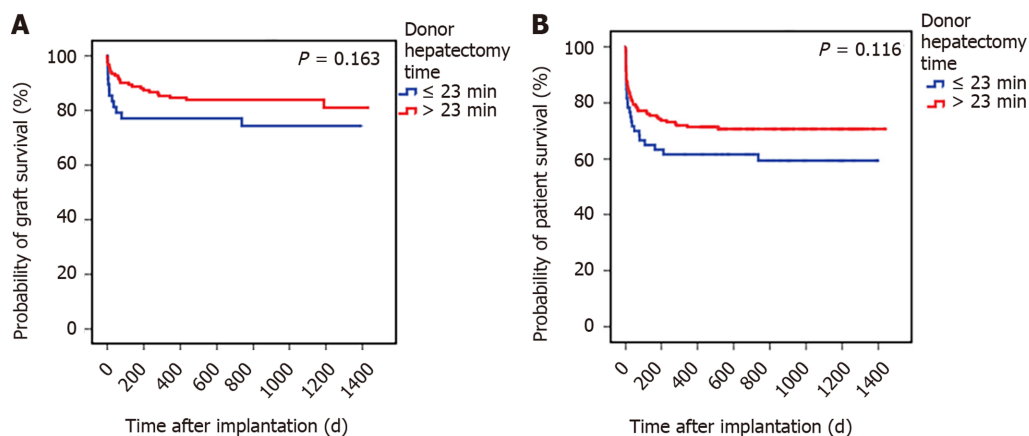 A
Donor
hepatectomy
time
≤ 23 min
> 23 min
P = 0.163
Probability of graft survival (%)
100
80
60
40
20
0
0 200 400 600 800 1000 1200 1400
Time after implantation (d)
B
Donor
hepatectomy
time
≤ 23 min
> 23 min
P = 0.116
Probability of patient survival (%)
100
80
60
40
20
0
0 200 400 600 800 1000 1200 1400
Time after implantation (d)